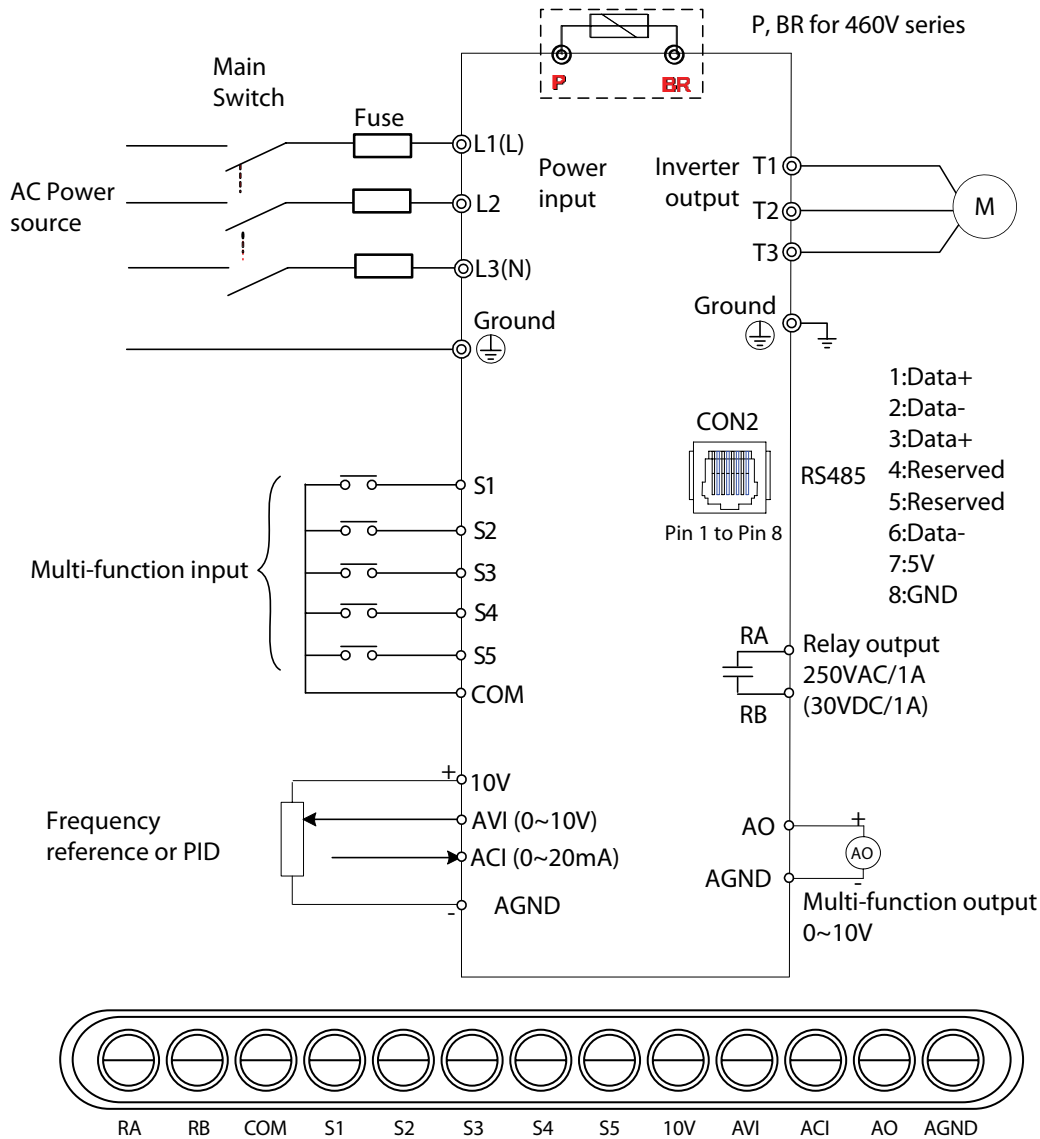 P, BR for 460V series
P
BR
Main
Switch
Fuse
L1(L)
Power
input
Inverter
output
T1
AC Power
source
L2
T2
M
L3(N)
T3
Ground
Ground
1:Data+
2:Data-
3:Data+
4:Reserved
5:Reserved
6:Data-
7:5V
8:GND
CON2
RS485
Pin 1 to Pin 8
Multi-function input
S1
S2
S3
S4
S5
COM
RA
RB
Relay output
250VAC/1A
(30VDC/1A)
+
10V
Frequency
reference or PID
AVI (0~10V)
ACI (0~20mA)
-
AGND
AO
+
AO
AGND
-
Multi-function output
0~10V
RA RB COM S1 S2 S3 S4 S5 10V AVI ACI AO AGND